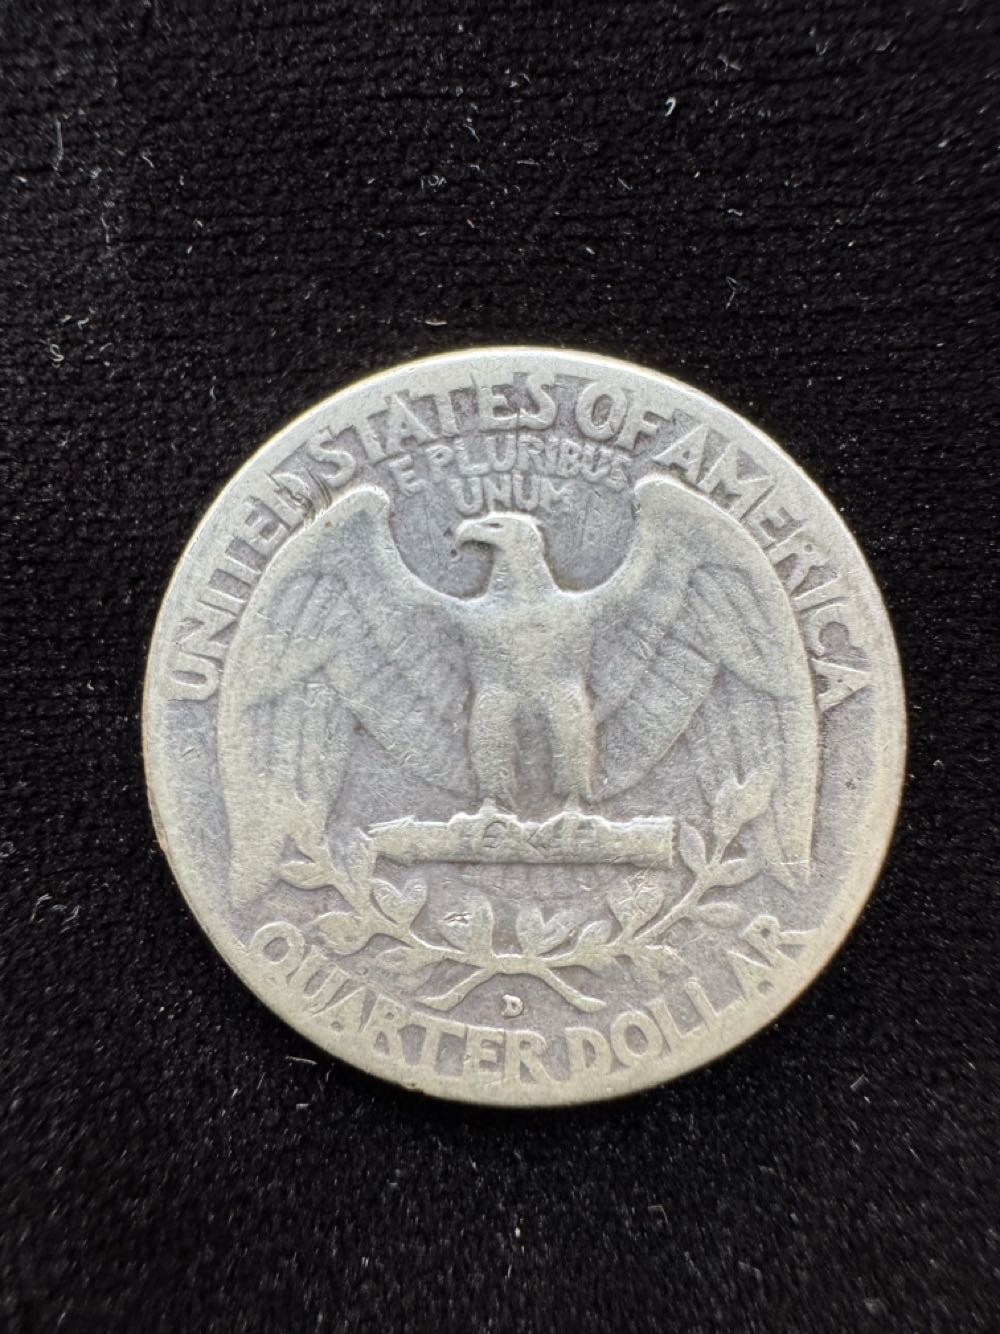 UNITED STATES OF AMERICA
E PLURIBUS
UNUM
D
QUARTER DOLLAR